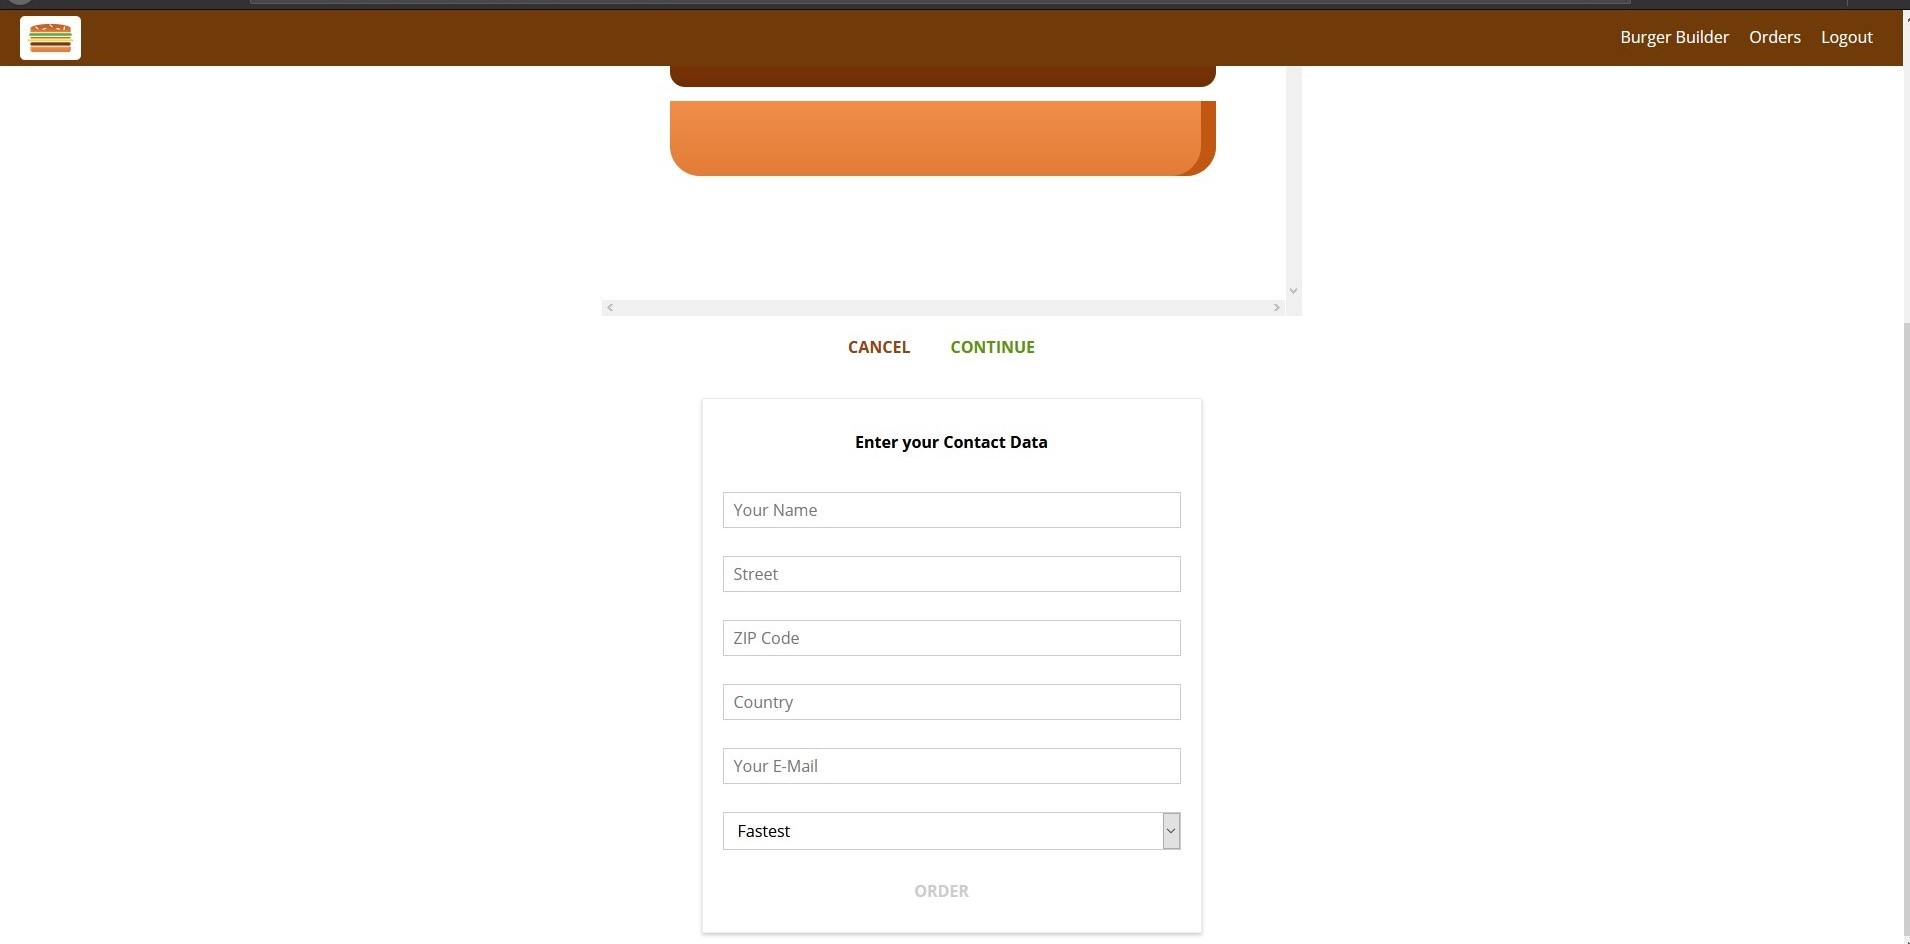 Burger Builder Orders Logout
CANCEL CONTINUE
Enter your Contact Data
Your Name
Street
ZIP Code
Country
Your E-Mail
Fastest
ORDER